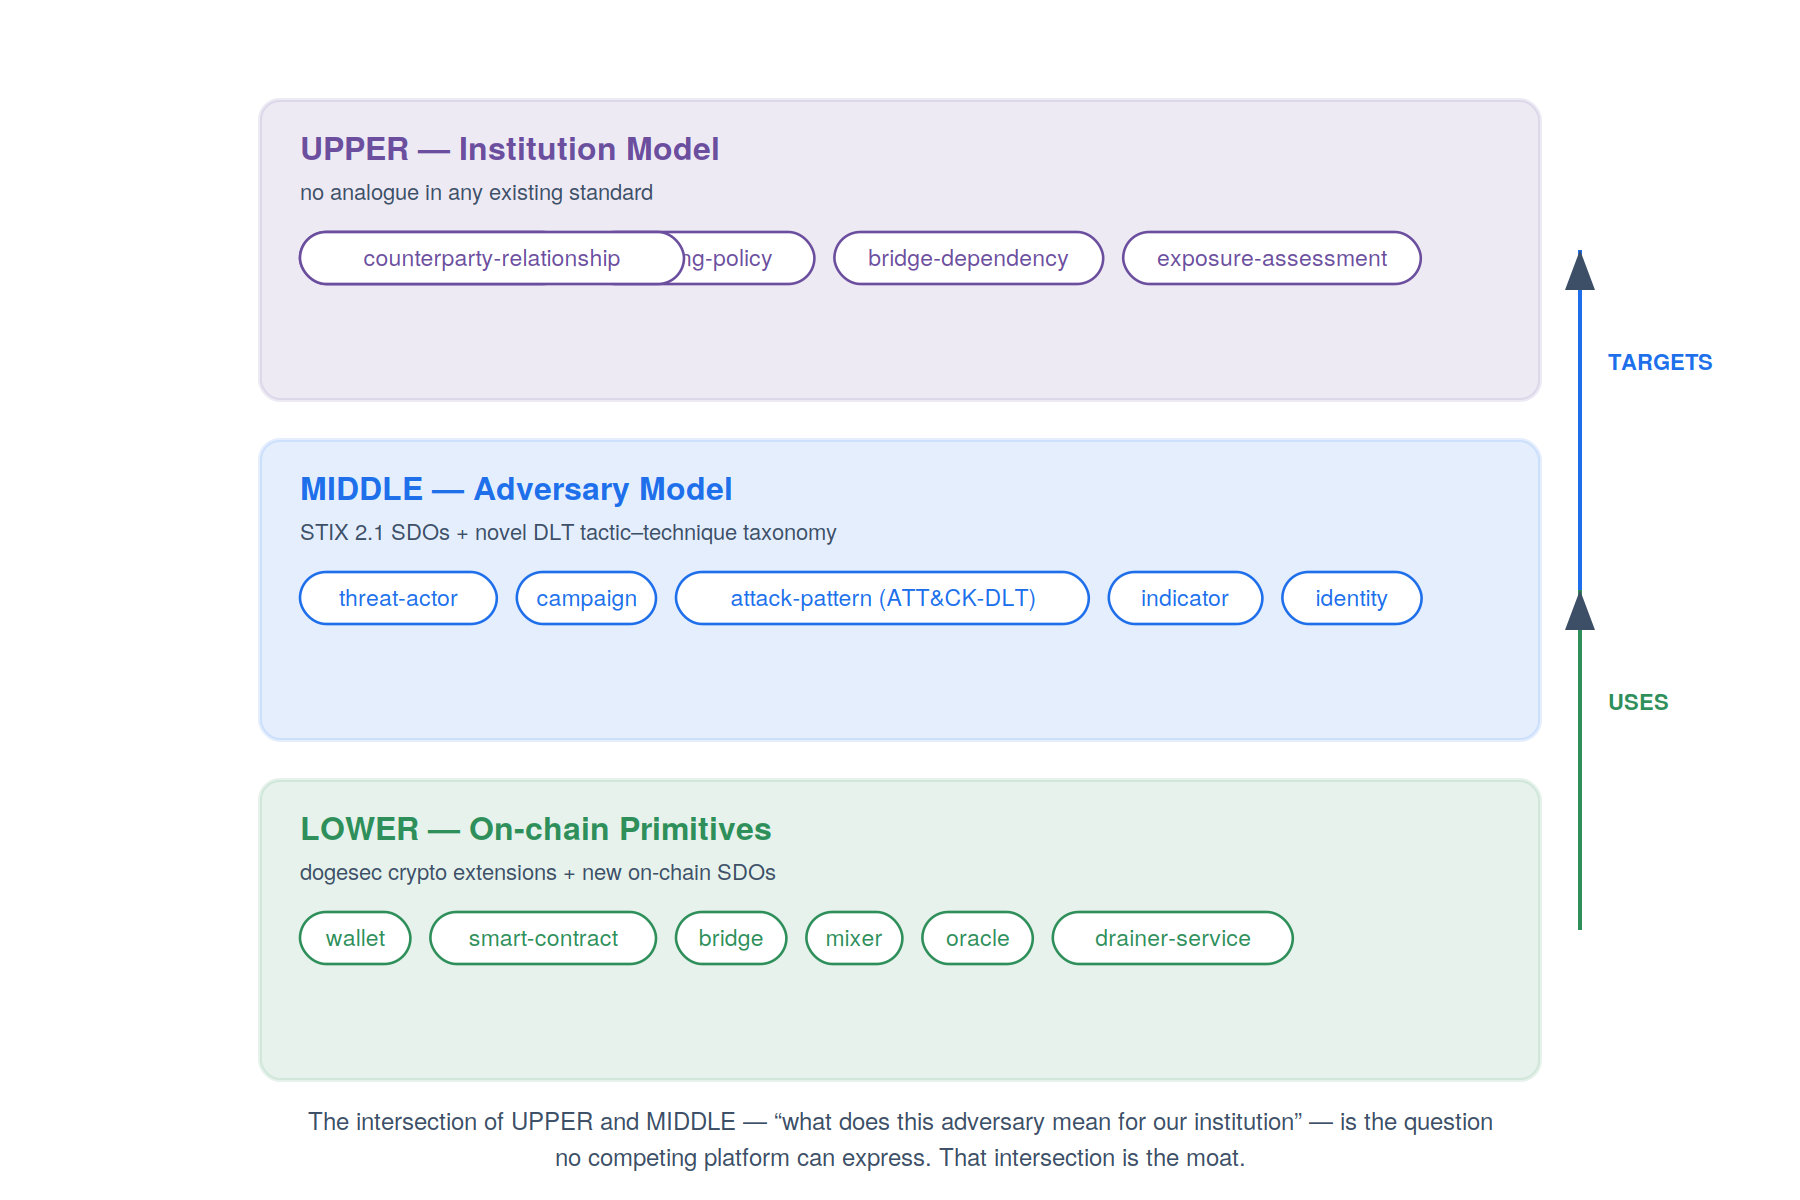 UPPER — Institution Model
no analogue in any existing standard
counterparty-relationship
ng-policy
bridge-dependency
exposure-assessment
TARGETS
MIDDLE — Adversary Model
STIX 2.1 SDOs + novel DLT tactic–technique taxonomy
threat-actor
campaign
attack-pattern (ATT&CK-DLT)
indicator
identity
USES
LOWER — On-chain Primitives
dogesec crypto extensions + new on-chain SDOs
wallet
smart-contract
bridge
mixer
oracle
drainer-service
The intersection of UPPER and MIDDLE — “what does this adversary mean for our institution” — is the question
no competing platform can express. That intersection is the moat.